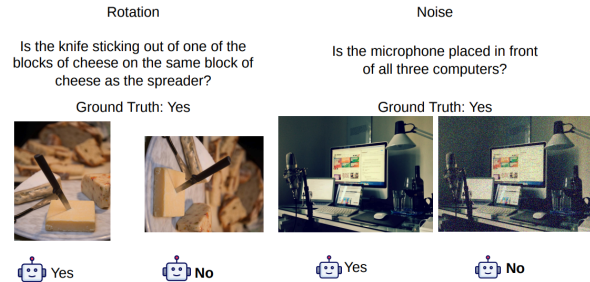 Rotation
Is the knife sticking out of one of the
blocks of cheese on the same block of
cheese as the spreader?
Ground Truth: Yes
Yes
No
Noise
Is the microphone placed in front
of all three computers?
Ground Truth: Yes
Yes
No